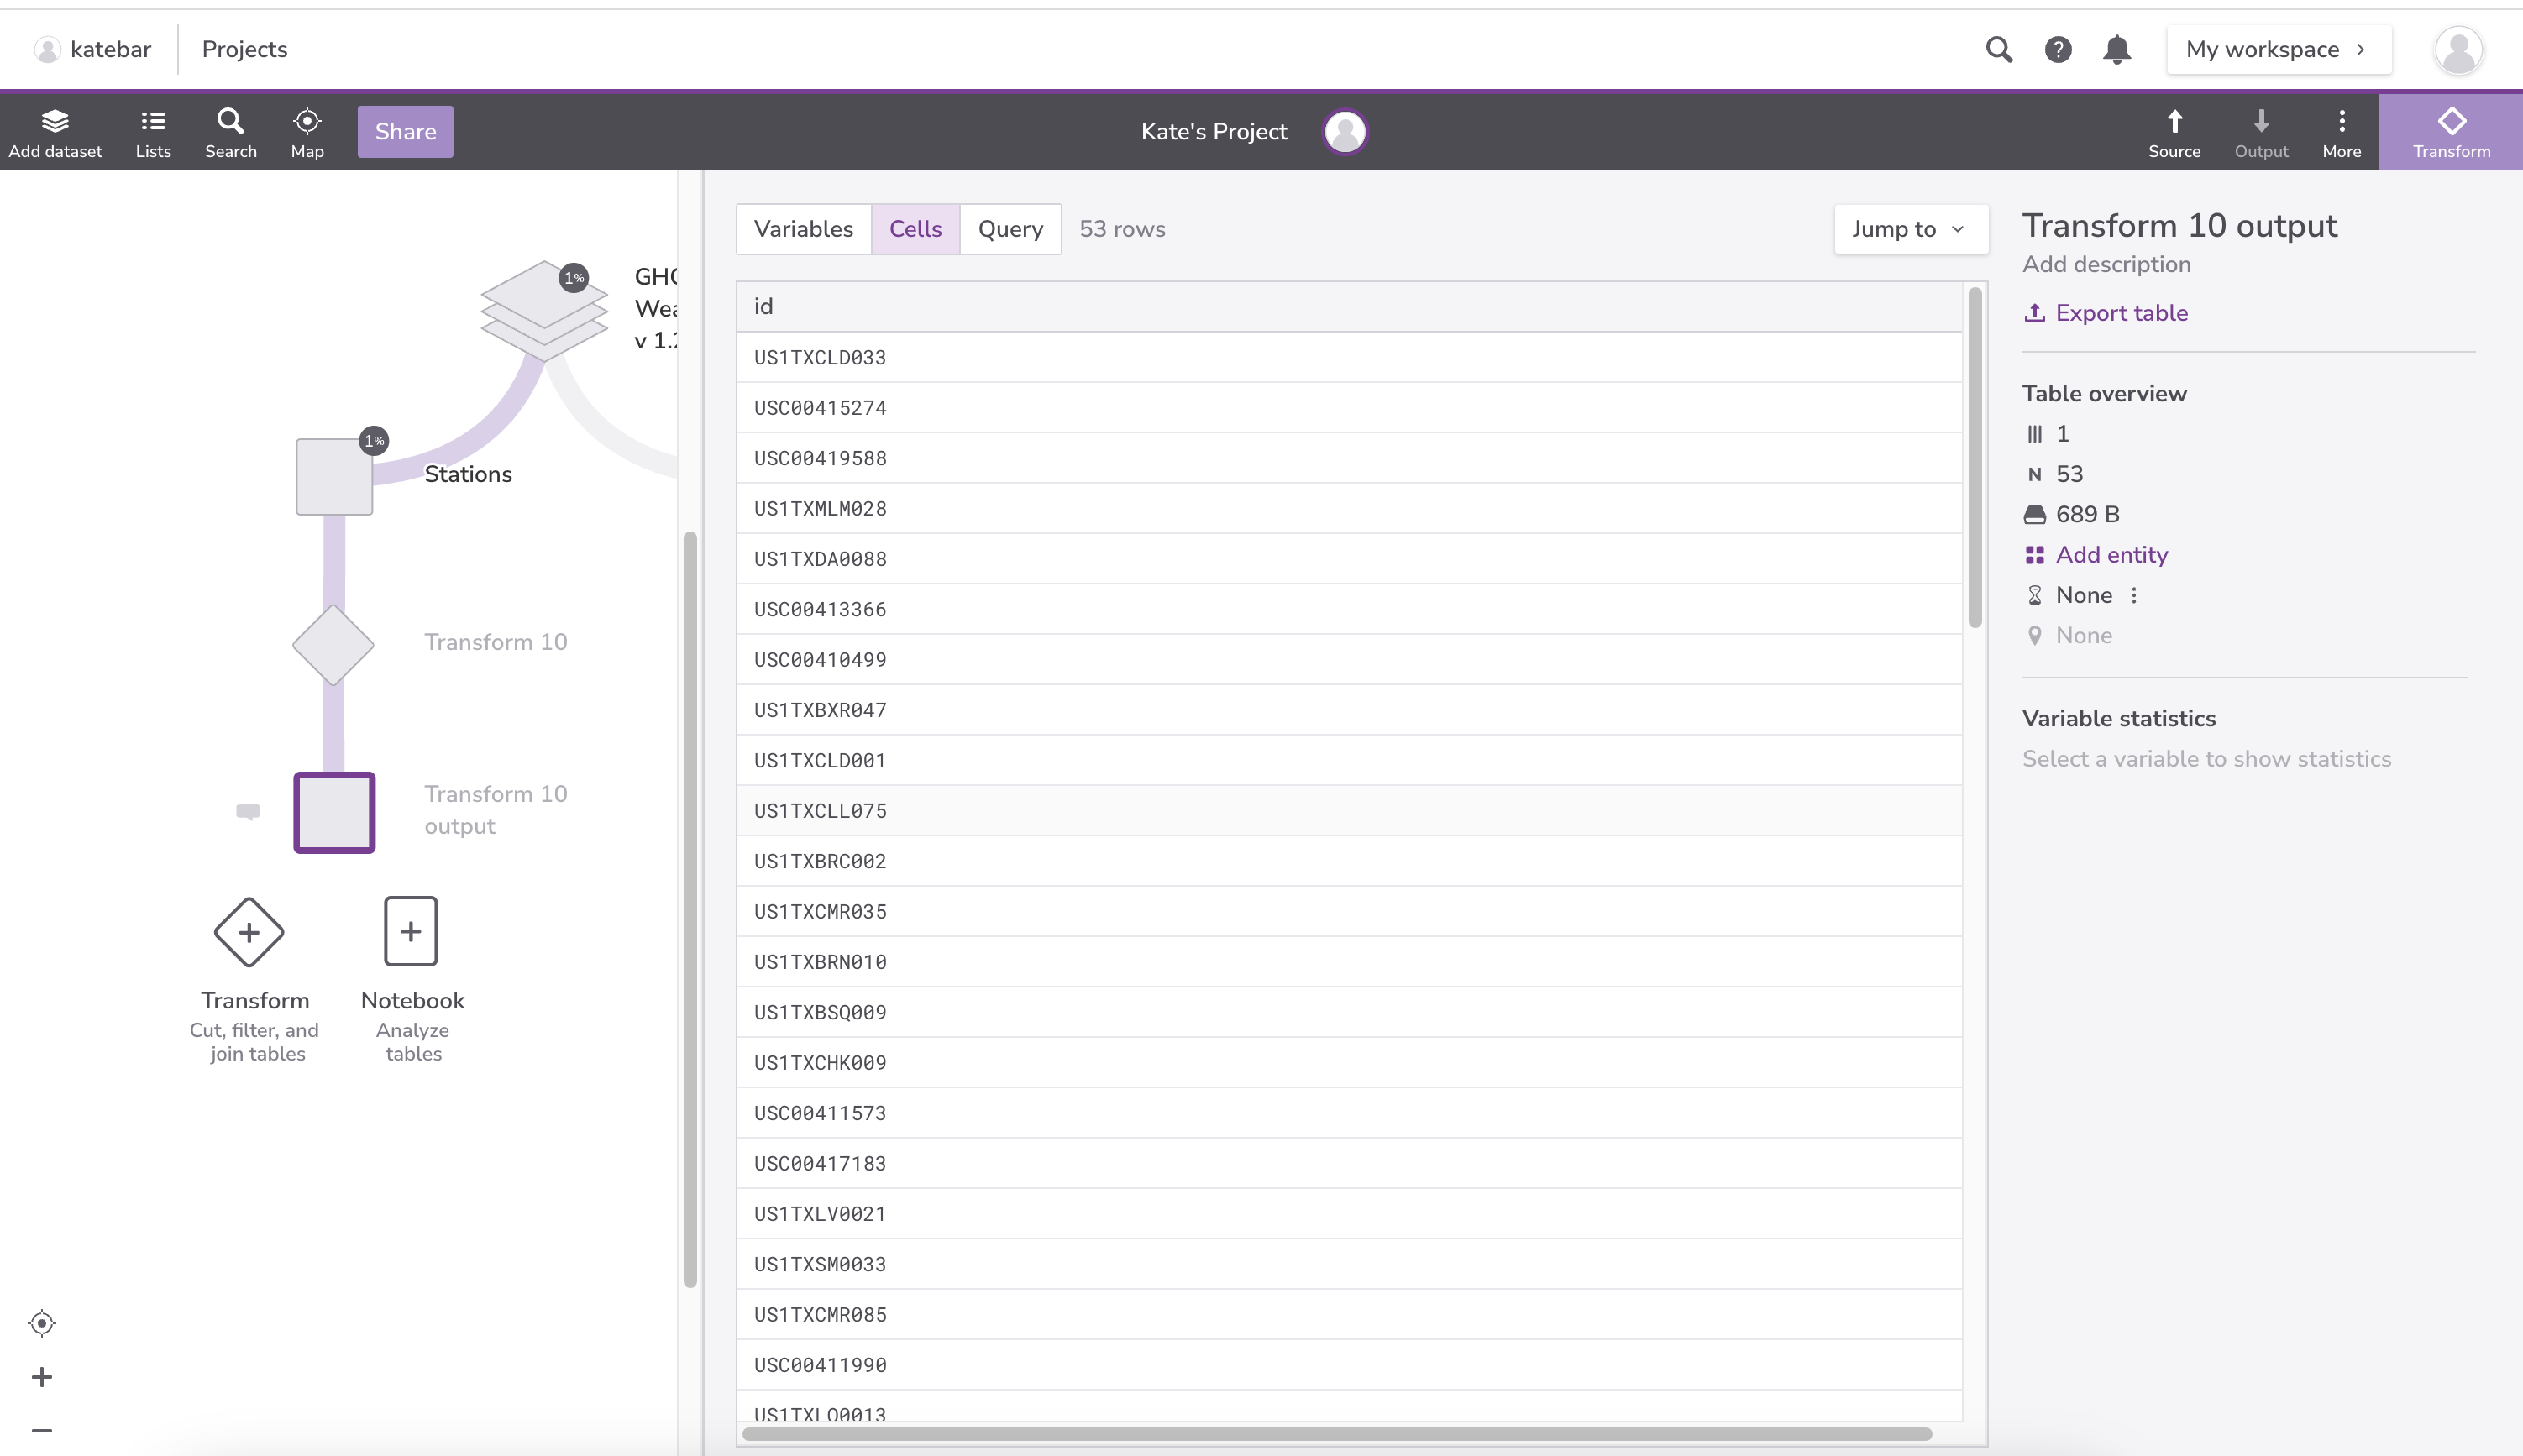 katebar
Projects
My workspace
Add dataset
Lists
Search
Map
Share
Kate's Project
Source
Output
More
Transform
1%
GHC
Wea
v 1.2
1%
Stations
Transform 10
Transform 10
output
Transform
Cut, filter, and
join tables
Notebook
Analyze
tables
Variables
Cells
Query
53 rows
Jump to
id
US1TXCLD033
USC00415274
USC00419588
US1TXMLM028
US1TXDA0088
USC00413366
USC00410499
US1TXBXR047
US1TXCLD001
US1TXCLL075
US1TXBRC002
US1TXCMR035
US1TXBRN010
US1TXBSQ009
US1TXCHK009
USC00411573
USC00417183
US1TXLV0021
US1TXSM0033
US1TXCMR085
USC00411990
Transform 10 output
Add description
Export table
Table overview
1
N 53
689 B
Add entity
None
None
Variable statistics
Select a variable to show statistics